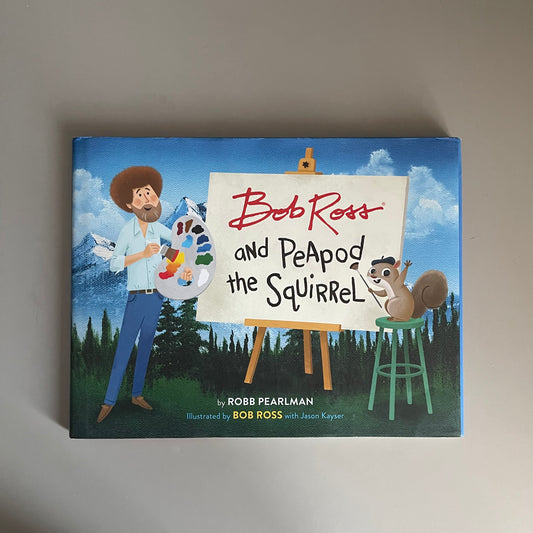 Bob Ross®
and Peapod
the Squirrel
by ROBB PEARLMAN
Illustrated by BOB ROSS with Jason Kayser